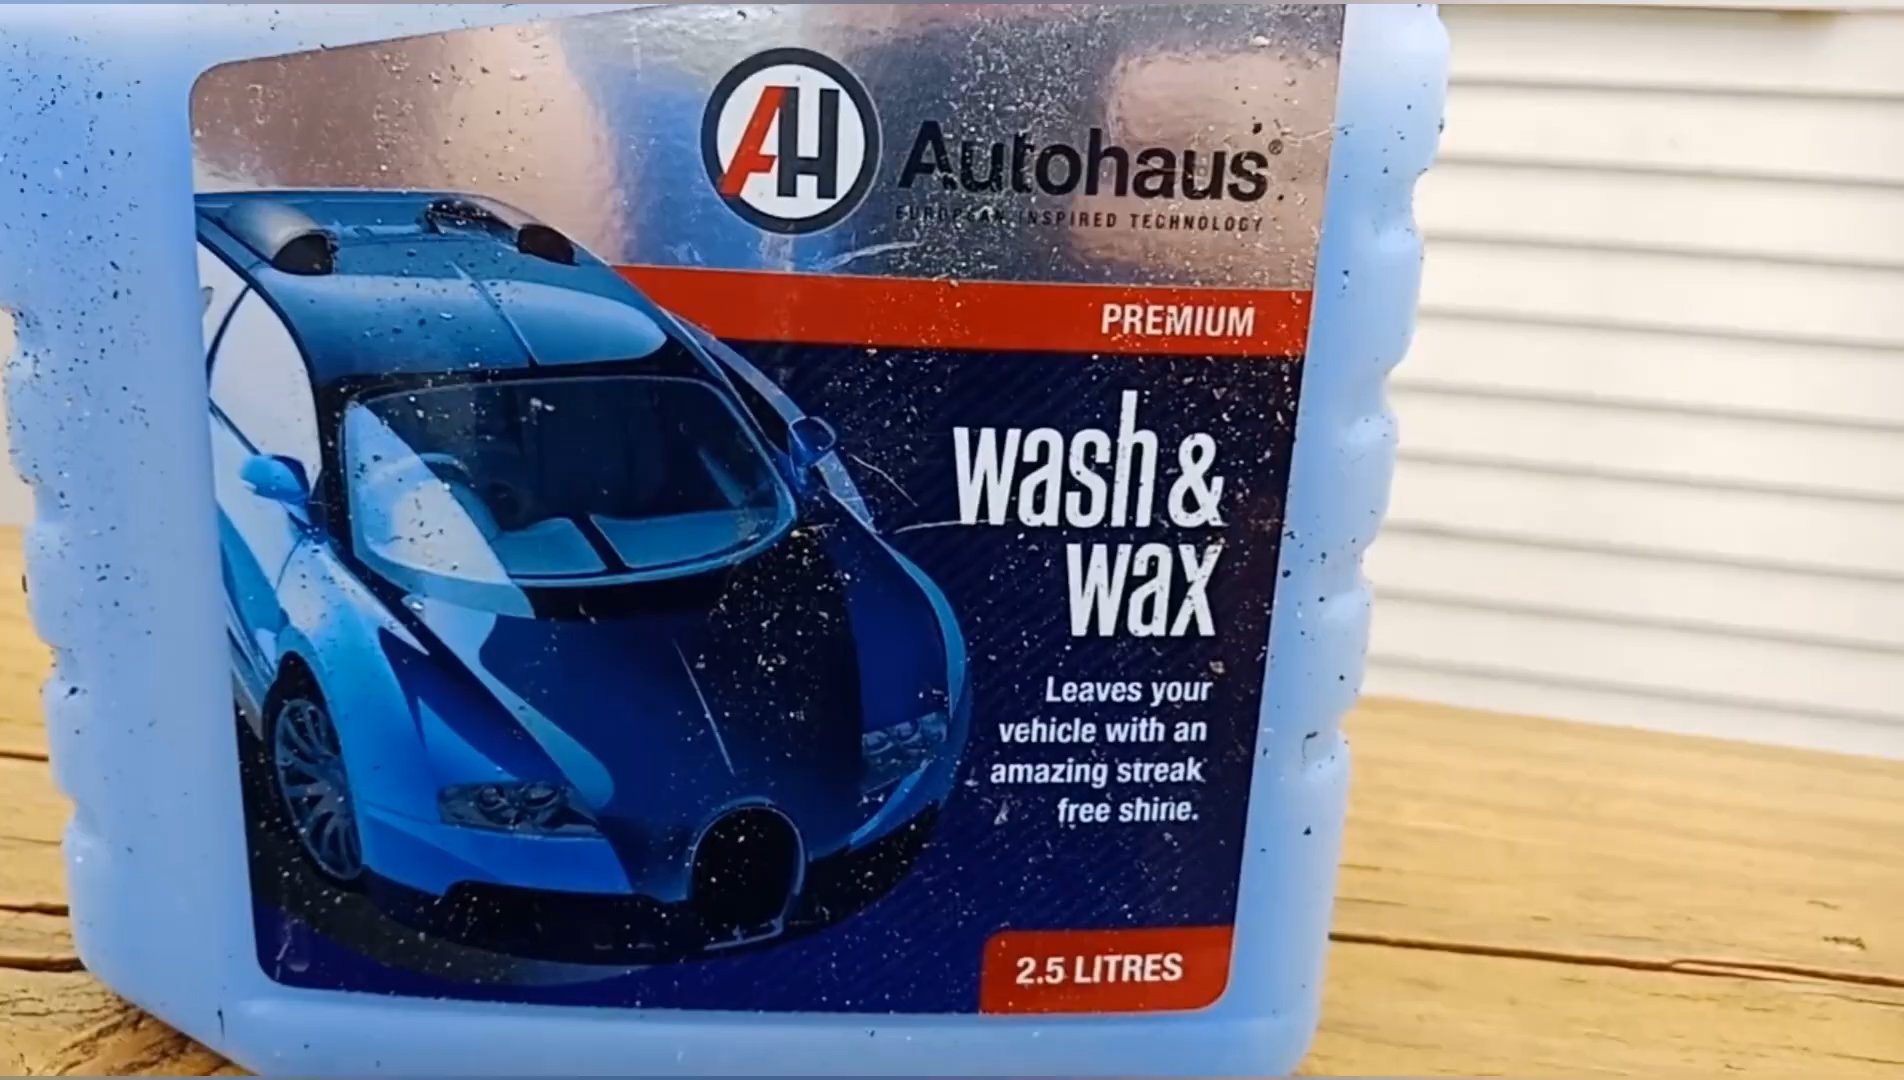 AH
Autohaus®
EUROPEAN INSPIRED TECHNOLOGY
PREMIUM
wash &
wax
Leaves your
vehicle with an
amazing streak
free shine.
2.5 LITRES